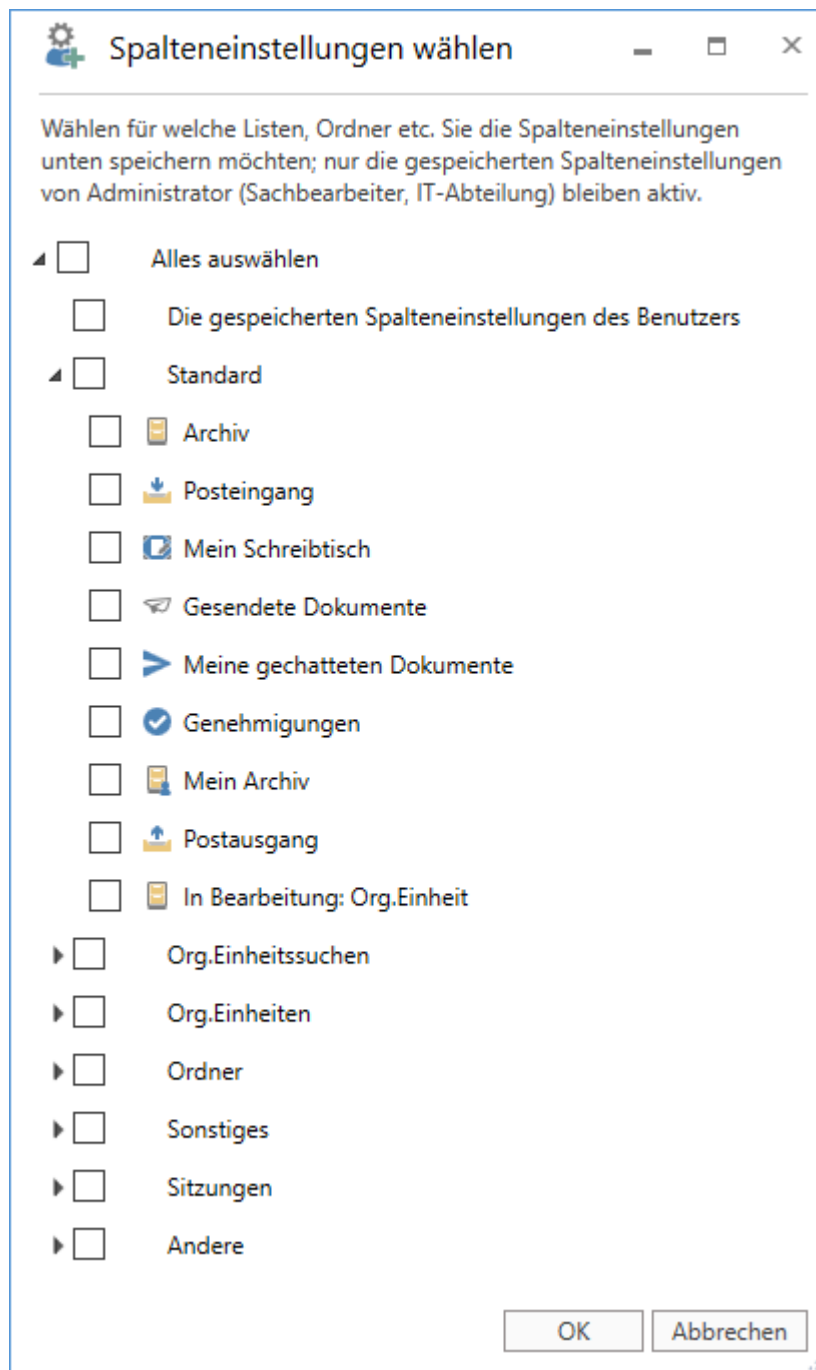 Spalteneinstellungen wählen
Wählen für welche Listen, Ordner etc. Sie die Spalteneinstellungen
unten speichern möchten; nur die gespeicherten Spalteneinstellungen
von Administrator (Sachbearbeiter, IT-Abteilung) bleiben aktiv.
Alles auswählen
Die gespeicherten Spalteneinstellungen des Benutzers
Standard
Archiv
Posteingang
Mein Schreibtisch
Gesendete Dokumente
Meine gechatteten Dokumente
Genehmigungen
Mein Archiv
Postausgang
In Bearbeitung: Org.Einheit
Org.Einheitssuchen
Org.Einheiten
Ordner
Sonstiges
Sitzungen
Andere
OK Abbrechen